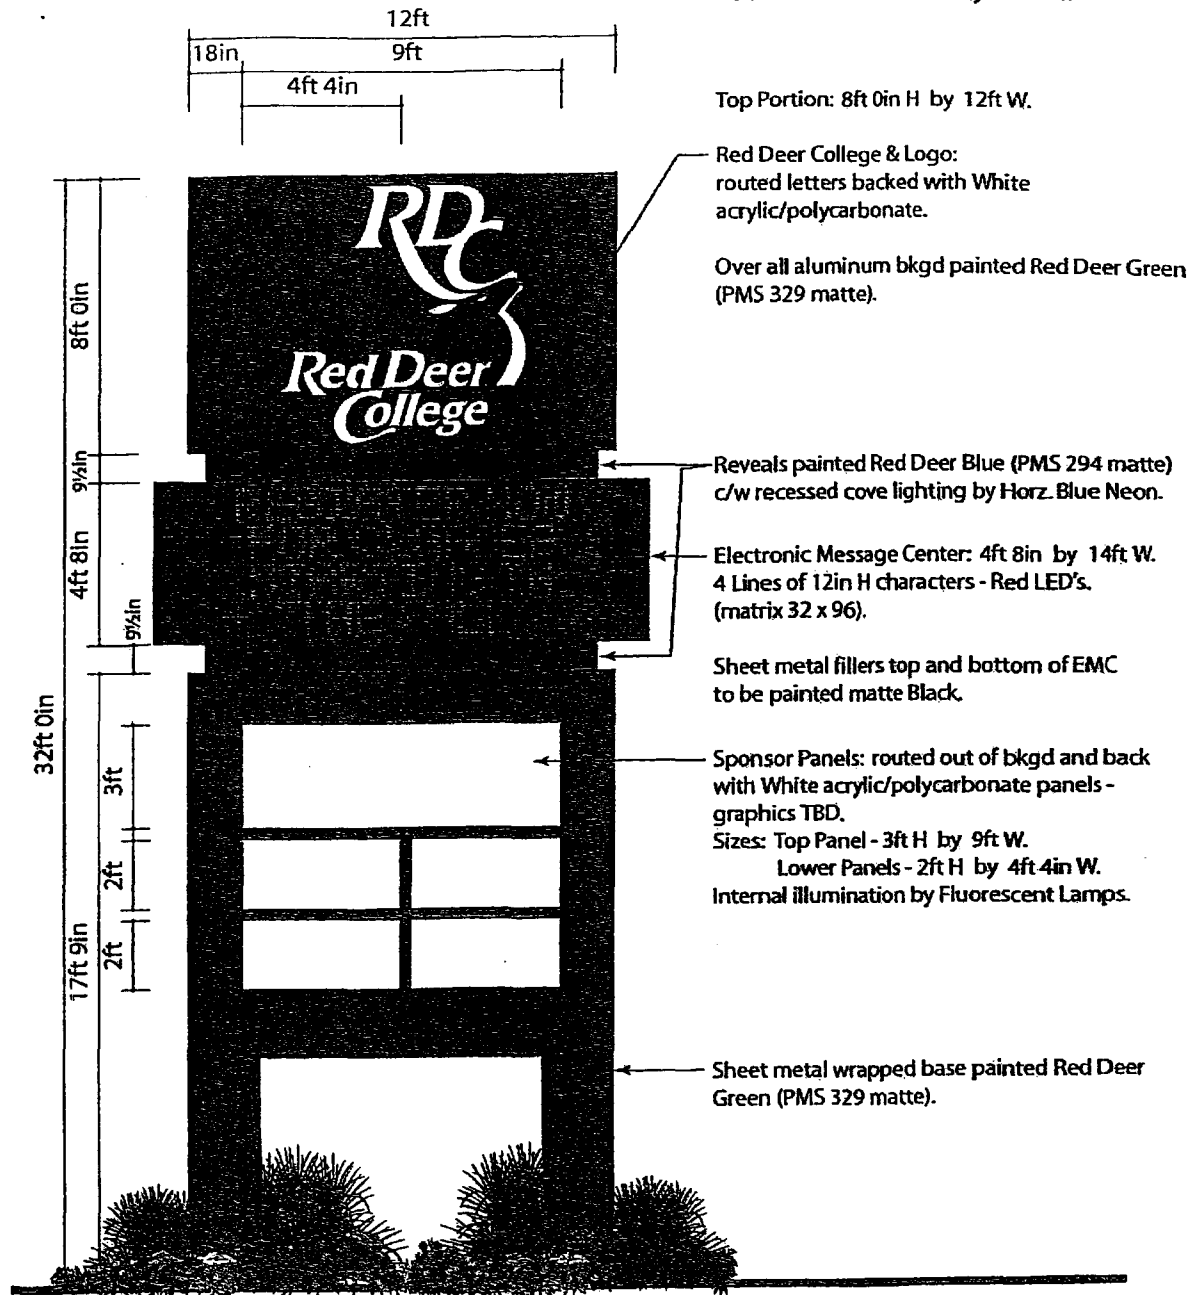 12ft
18in
9ft
4ft 4in
Top Portion: 8ft 0in H by 12ft W.
Red Deer College & Logo:
routed letters backed with White
acrylic/polycarbonate.
Over all aluminum bkgd painted Red Deer Green
(PMS 329 matte).
RDC
Red Deer
College
8ft 0in
9½in
4ft 8in
9½in
32ft 0in
3ft
2ft
2ft
17ft 9in
Reveals painted Red Deer Blue (PMS 294 matte)
c/w recessed cove lighting by Horz. Blue Neon.
Electronic Message Center: 4ft 8in by 14ft W.
4 Lines of 12in H characters - Red LED's.
(matrix 32 x 96).
Sheet metal fillers top and bottom of EMC
to be painted matte Black.
Sponsor Panels: routed out of bkgd and back
with White acrylic/polycarbonate panels -
graphics TBD.
Sizes: Top Panel - 3ft H by 9ft W.
Lower Panels - 2ft H by 4ft 4in W.
Internal illumination by Fluorescent Lamps.
Sheet metal wrapped base painted Red Deer
Green (PMS 329 matte).